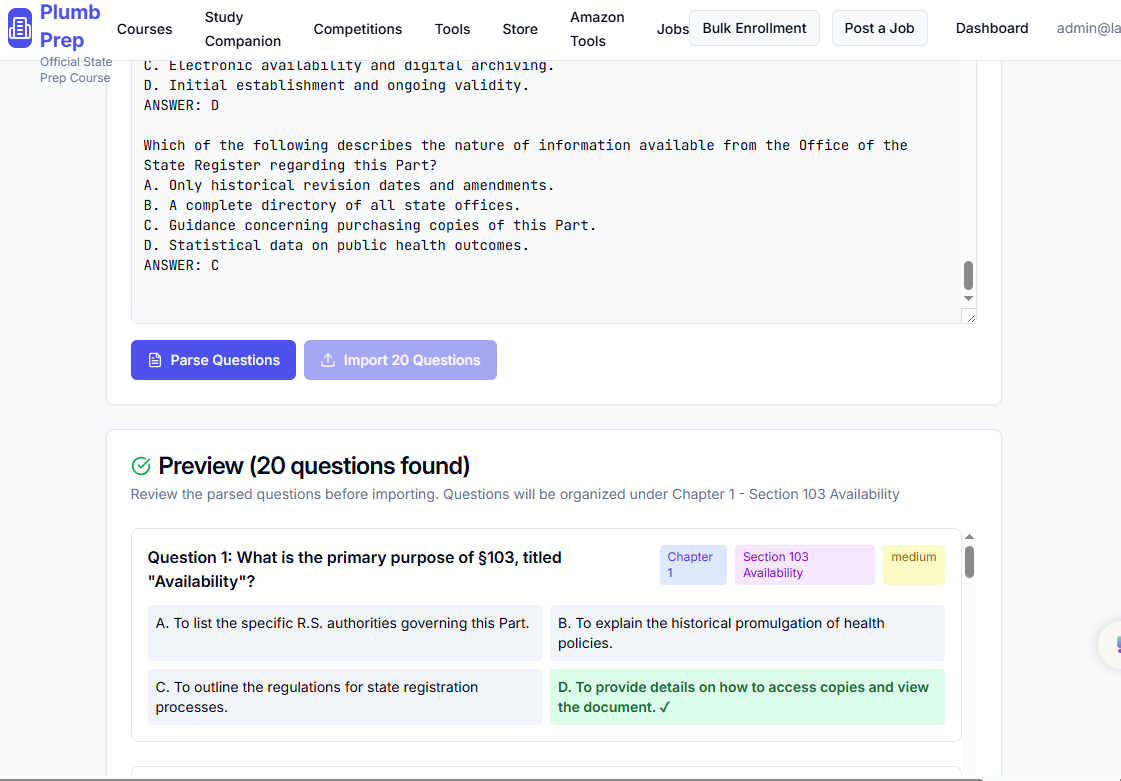 Plumb
Prep
Official State
Prep Course
Courses
Study
Companion
Competitions
Tools
Store
Amazon
Tools
Jobs
Bulk Enrollment
Post a Job
Dashboard
admin@la
C. Electronic availability and digital archiving.
D. Initial establishment and ongoing validity.
ANSWER: D
Which of the following describes the nature of information available from the Office of the
State Register regarding this Part?
A. Only historical revision dates and amendments.
B. A complete directory of all state offices.
C. Guidance concerning purchasing copies of this Part.
D. Statistical data on public health outcomes.
ANSWER: C
Parse Questions
Import 20 Questions
Preview (20 questions found)
Review the parsed questions before importing. Questions will be organized under Chapter 1 - Section 103 Availability
Question 1: What is the primary purpose of §103, titled
"Availability"?
Chapter
1
Section 103
Availability
medium
A. To list the specific R.S. authorities governing this Part.
B. To explain the historical promulgation of health
policies.
C. To outline the regulations for state registration
processes.
D. To provide details on how to access copies and view
the document. ✓